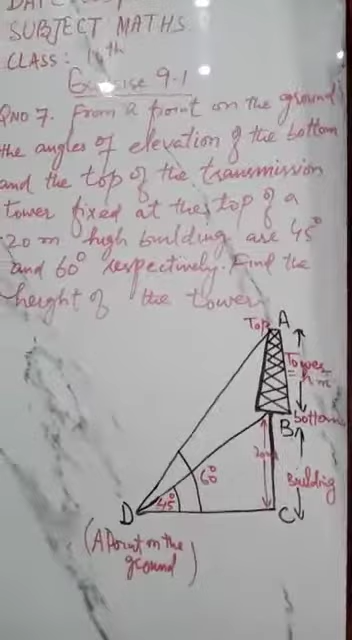 SUBJECT MATHS
CLASS: 10th
Exercise 9.1
QNO 7. From a point on the ground
the angles of elevation of the bottom
and the top of the transmission
tower fixed at the top of a
20 m high building are 45°
and 60° respectively. Find the
height of the tower
Top A
Tower
h m
bottom
B
20m
Building
60°
45°
D
C
(A Point on the
ground)